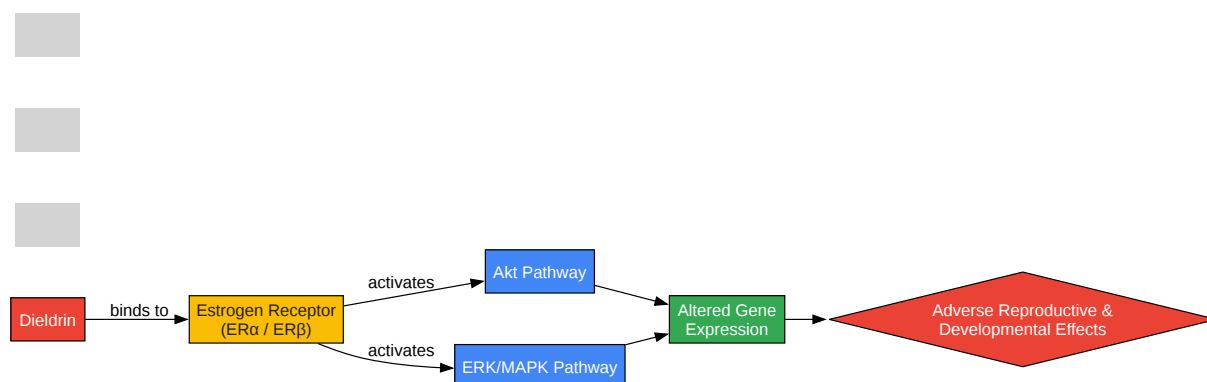 Dieldrin
binds to
Estrogen Receptor
(ERα / ERβ)
activates
activates
Akt Pathway
ERK/MAPK Pathway
Altered Gene
Expression
Adverse Reproductive &
Developmental Effects